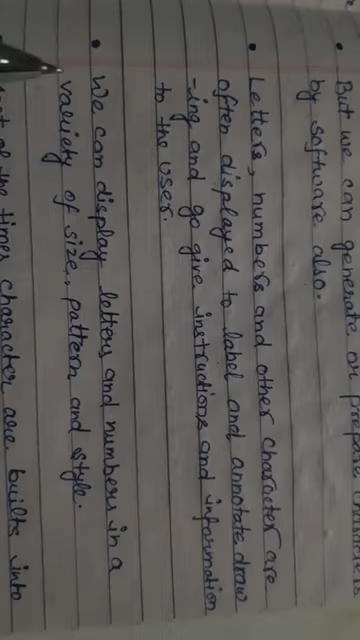 • But we can generate or prepare
by software also.
• Letters, numbers and other character are
often displayed to label and annotate draw
-ing and go give instructions and information
to the user.
• We can display letters and numbers in a
variety of size, pattern and style.
of the times character are builts into